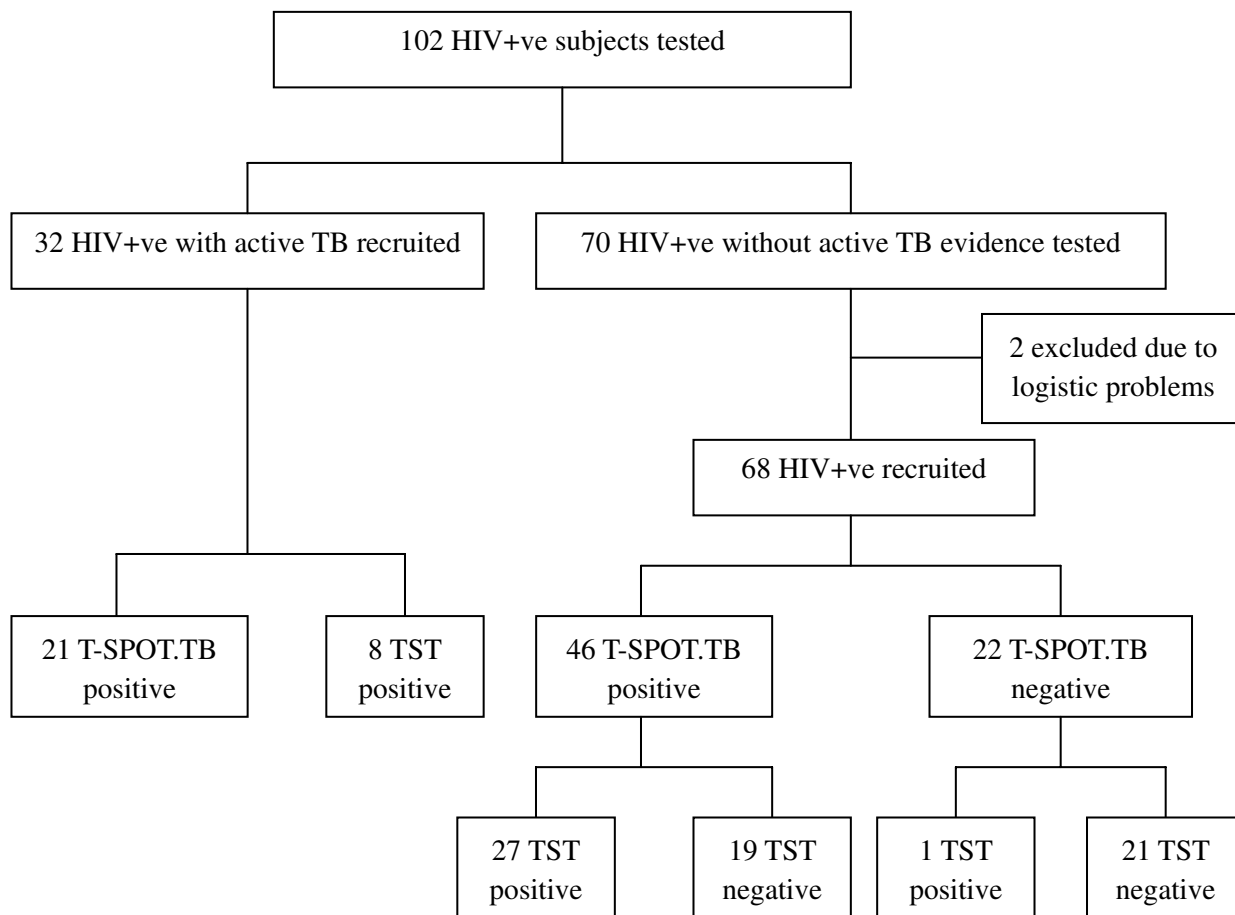 102 HIV+ve subjects tested
32 HIV+ve with active TB recruited
70 HIV+ve without active TB evidence tested
2 excluded due to
logistic problems
68 HIV+ve recruited
21 T-SPOT.TB
positive
8 TST
positive
46 T-SPOT.TB
positive
22 T-SPOT.TB
negative
27 TST
positive
19 TST
negative
1 TST
positive
21 TST
negative